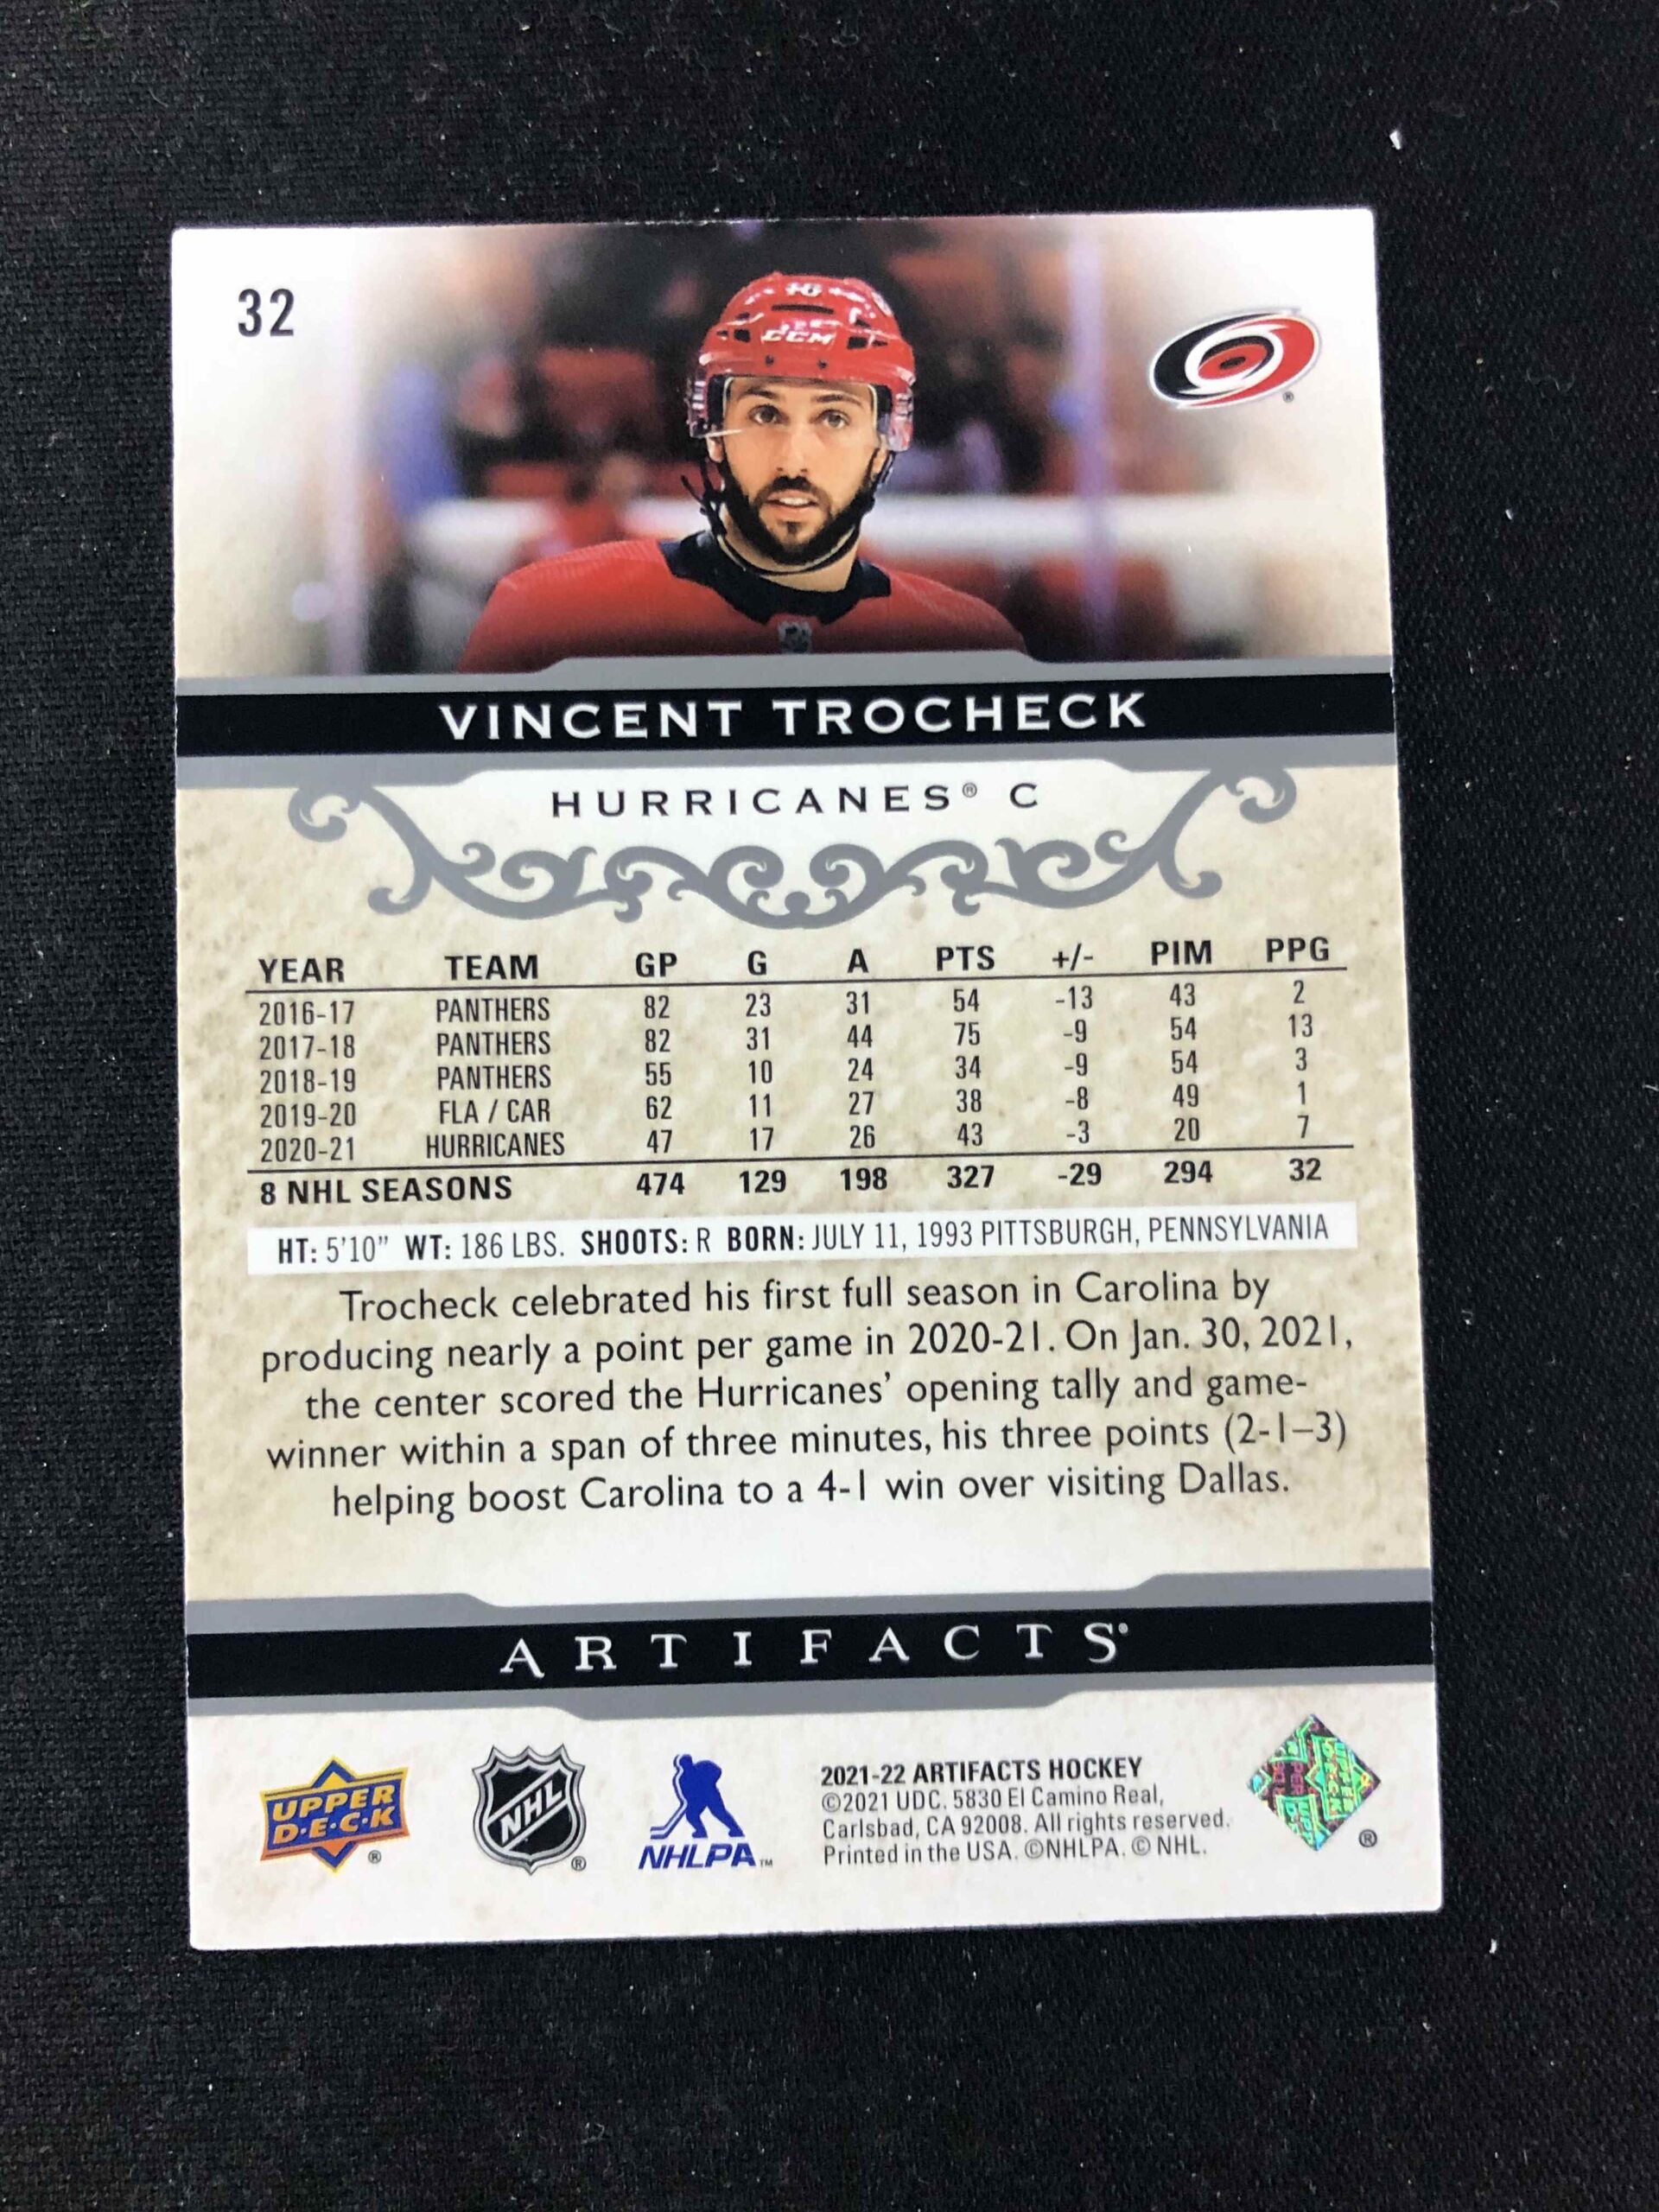 32
16
CCM
VINCENT TROCHECK
HURRICANES® C
YEAR TEAM GP G A PTS +/- PIM PPG
2016-17 PANTHERS 82 23 31 54 -13 43 2
2017-18 PANTHERS 82 31 44 75 -9 54 13
2018-19 PANTHERS 55 10 24 34 -9 54 3
2019-20 FLA / CAR 62 11 27 38 -8 49 1
2020-21 HURRICANES 47 17 26 43 -3 20 7
8 NHL SEASONS 474 129 198 327 -29 294 32
HT: 5'10" WT: 186 LBS. SHOOTS: R BORN: JULY 11, 1993 PITTSBURGH, PENNSYLVANIA
Trocheck celebrated his first full season in Carolina by
producing nearly a point per game in 2020-21. On Jan. 30, 2021,
the center scored the Hurricanes' opening tally and game-
winner within a span of three minutes, his three points (2-1–3)
helping boost Carolina to a 4-1 win over visiting Dallas.
ARTIFACTS®
UPPER
D·E·C·K
®
NHL
®
NHLPA™
2021-22 ARTIFACTS HOCKEY
©2021 UDC. 5830 El Camino Real,
Carlsbad, CA 92008. All rights reserved.
Printed in the USA. ©NHLPA. © NHL.
®